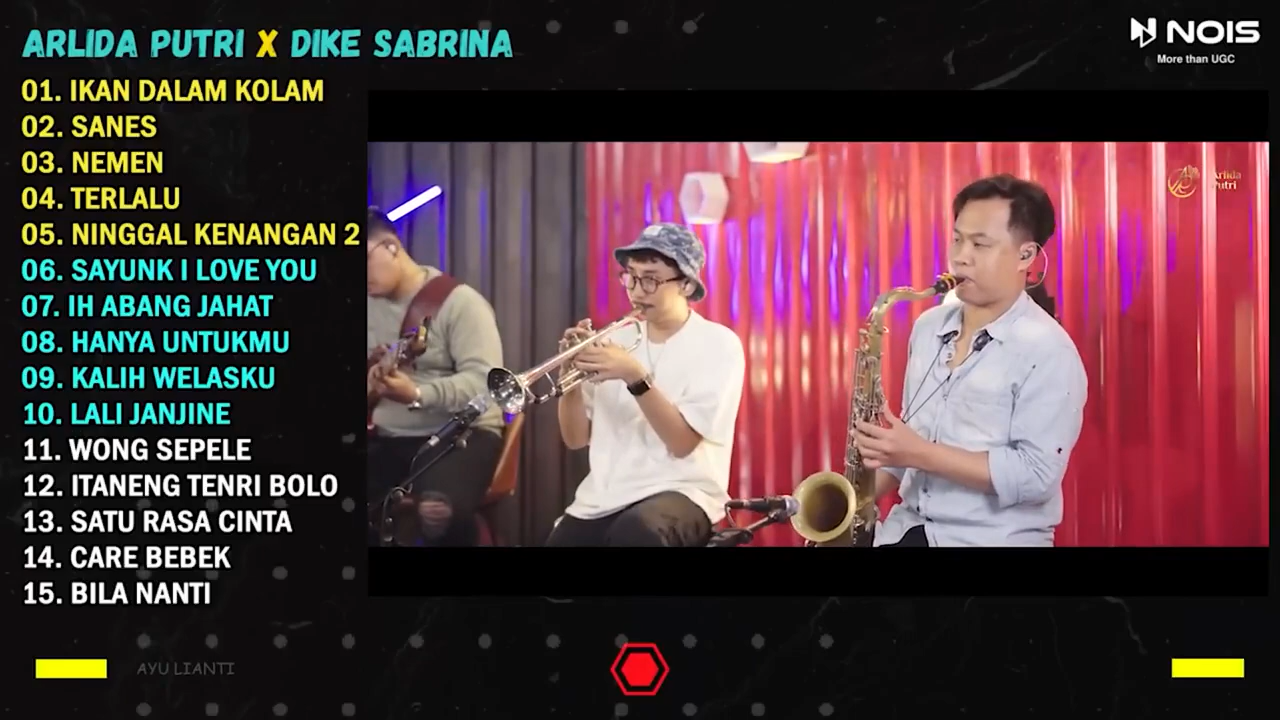 ARLIDA PUTRI X DIKE SABRINA
01. IKAN DALAM KOLAM
02. SANES
03. NEMEN
04. TERLALU
05. NINGGAL KENANGAN 2
06. SAYUNK I LOVE YOU
07. IH ABANG JAHAT
08. HANYA UNTUKMU
09. KALIH WELASKU
10. LALI JANJINE
11. WONG SEPELE
12. ITANENG TENRI BOLO
13. SATU RASA CINTA
14. CARE BEBEK
15. BILA NANTI
NOIS
More than UGC
Arlida
Putri
AYU LIANTI